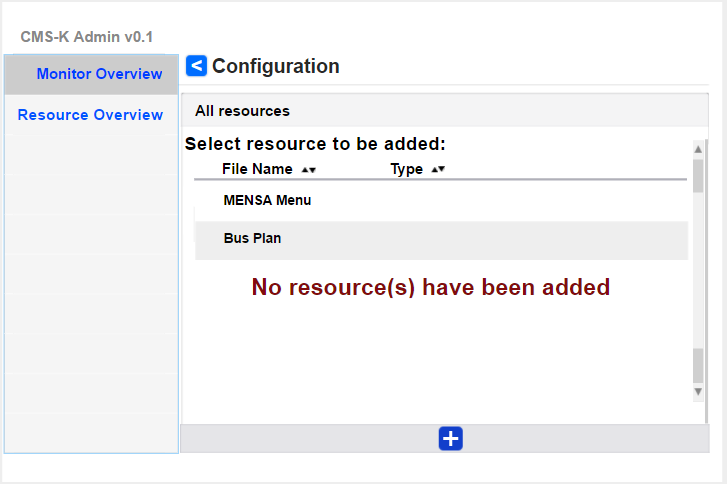 CMS-K Admin v0.1
Monitor Overview
Resource Overview
< Configuration
All resources
Select resource to be added:
File Name ▲▼ Type ▲▼
MENSA Menu
Bus Plan
No resource(s) have been added
+